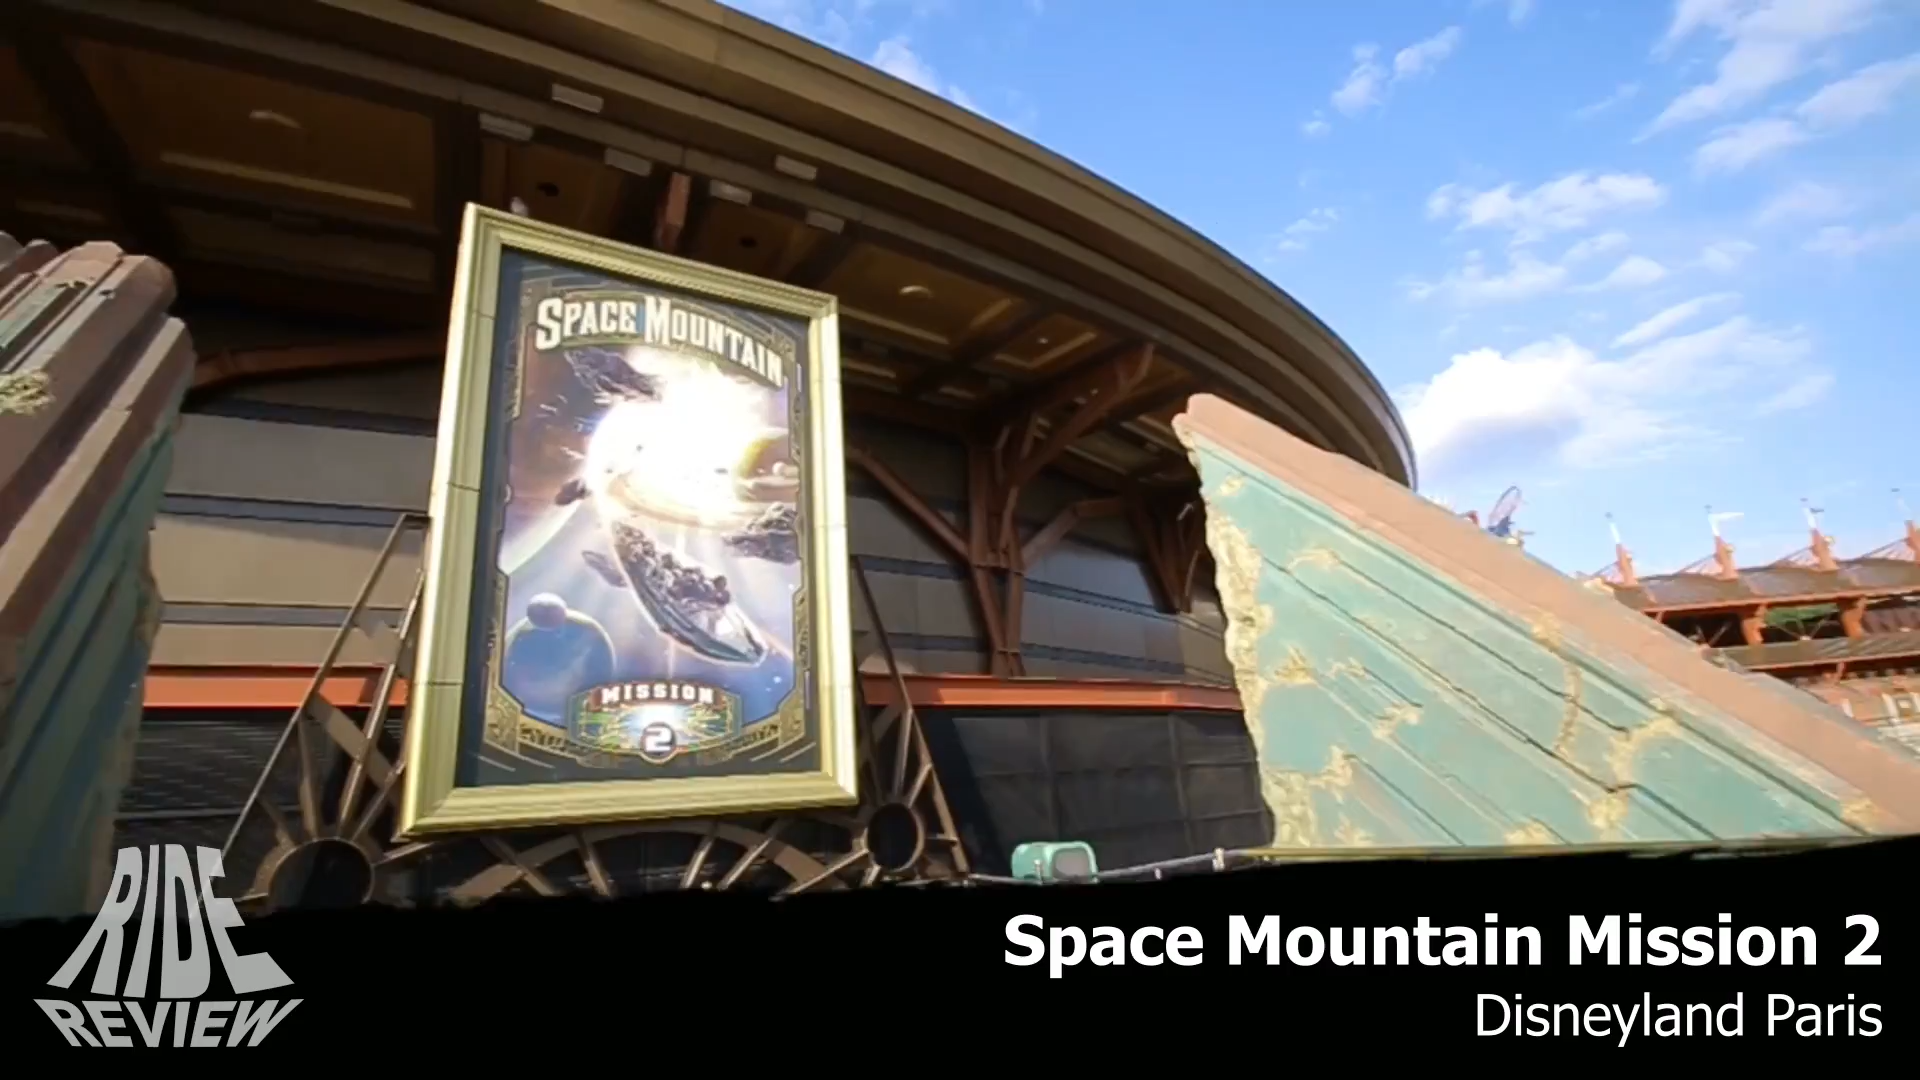 SPACE MOUNTAIN
MISSION
2
RIDE
REVIEW
Space Mountain Mission 2
Disneyland Paris